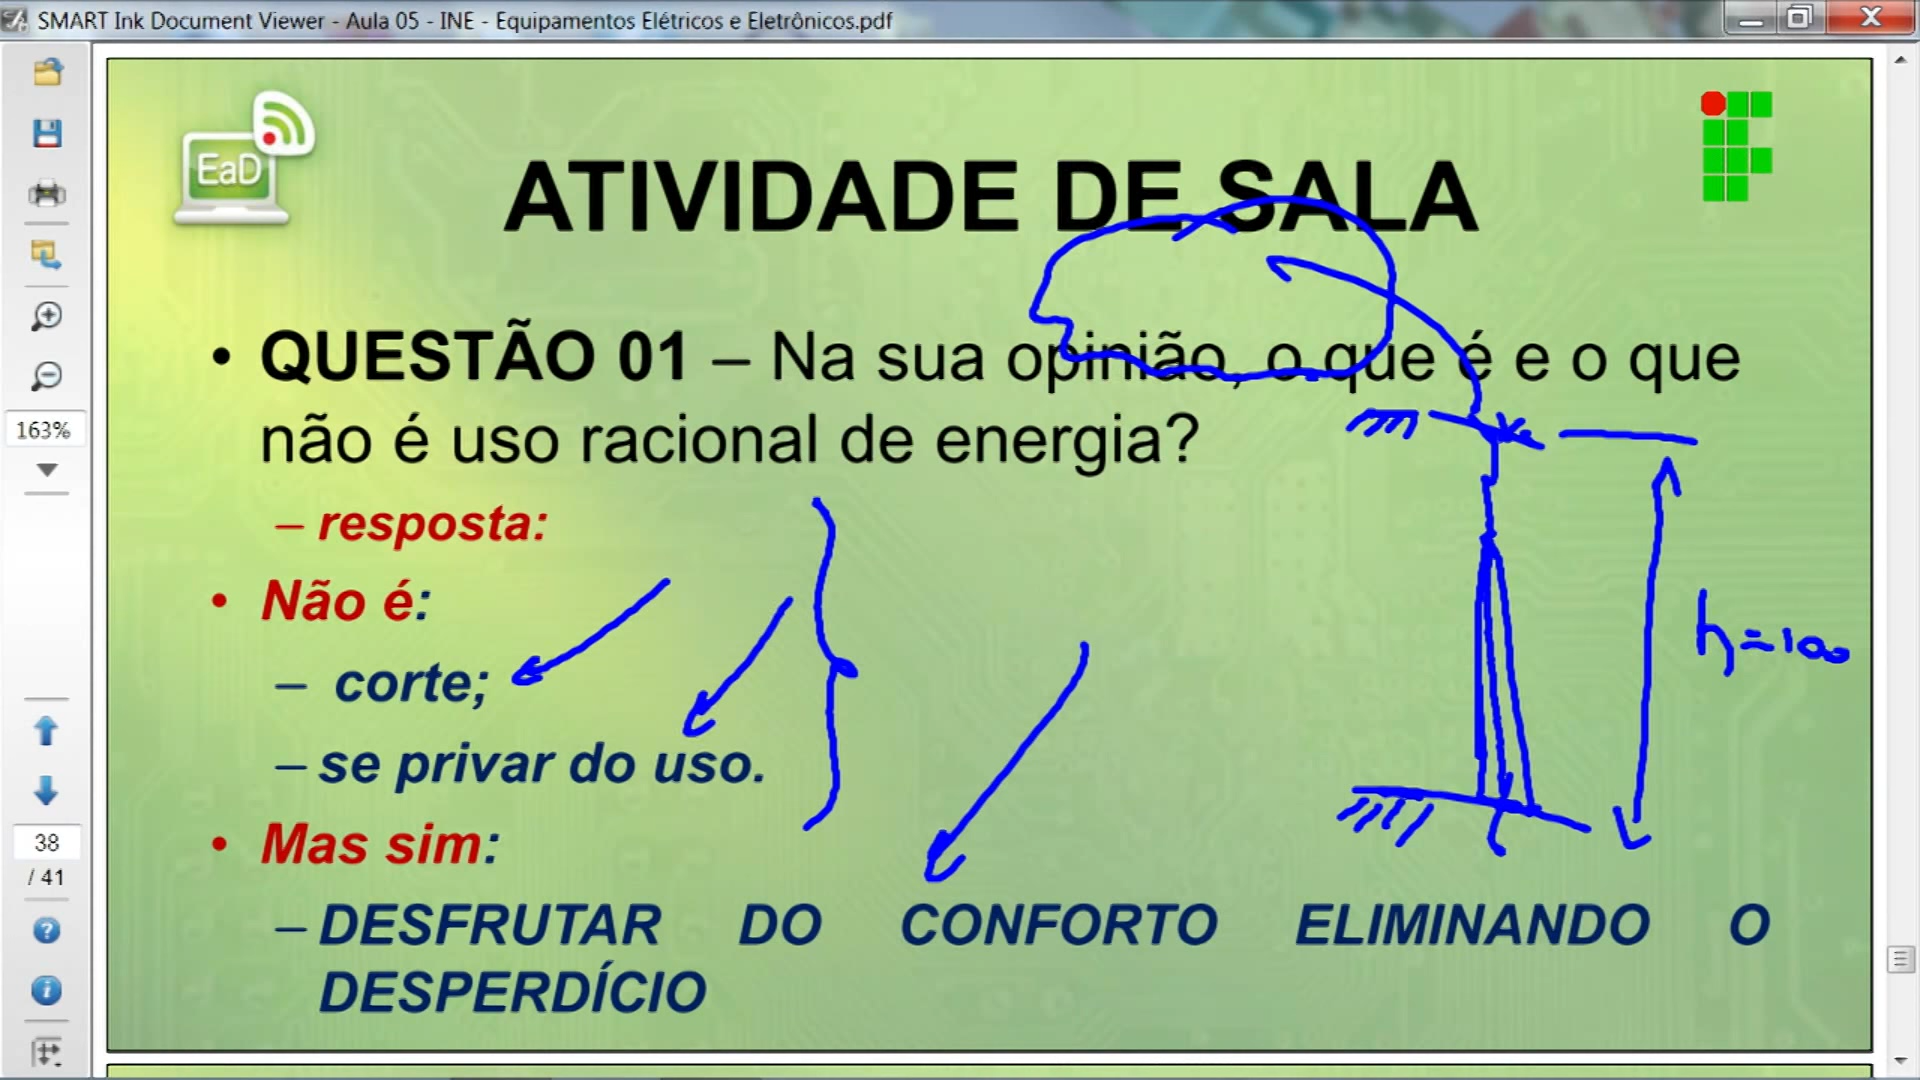 SMART Ink Document Viewer - Aula 05 - INE - Equipamentos Elétricos e Eletrônicos.pdf
EaD
ATIVIDADE DE SALA
• QUESTÃO 01 – Na sua opinião, o que é e o que
não é uso racional de energia?
– resposta:
• Não é:
– corte;
– se privar do uso.
• Mas sim:
– DESFRUTAR DO CONFORTO ELIMINANDO O
DESPERDÍCIO
h=100
163%
38
/ 41